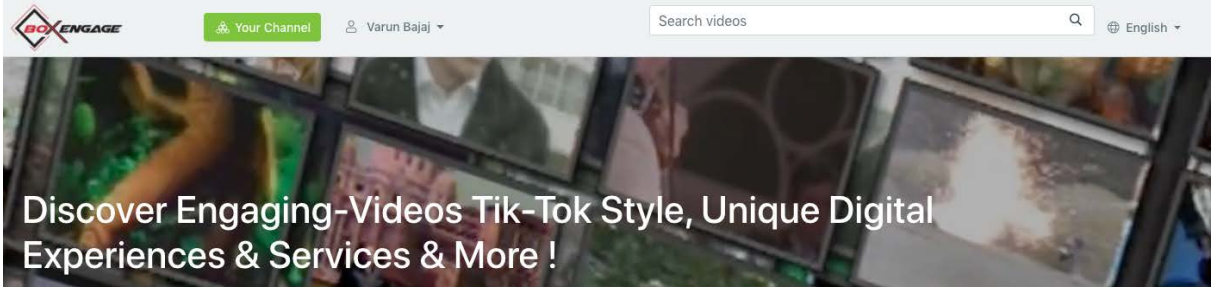 BOXENGAGE
Your Channel
Varun Bajaj
Search videos
English
Discover Engaging-Videos Tik-Tok Style, Unique Digital
Experiences & Services & More !